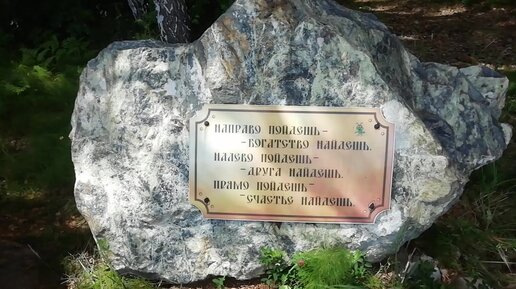 НАПРАВО ПОЙДЕШЬ –
– БОГАТСТВО НАЙДЕШЬ.
НАЛЕВО ПОЙДЕШЬ –
– ДРУГА НАЙДЕШЬ.
ПРЯМО ПОЙДЕШЬ –
– СЧАСТЬЕ НАЙДЕШЬ.